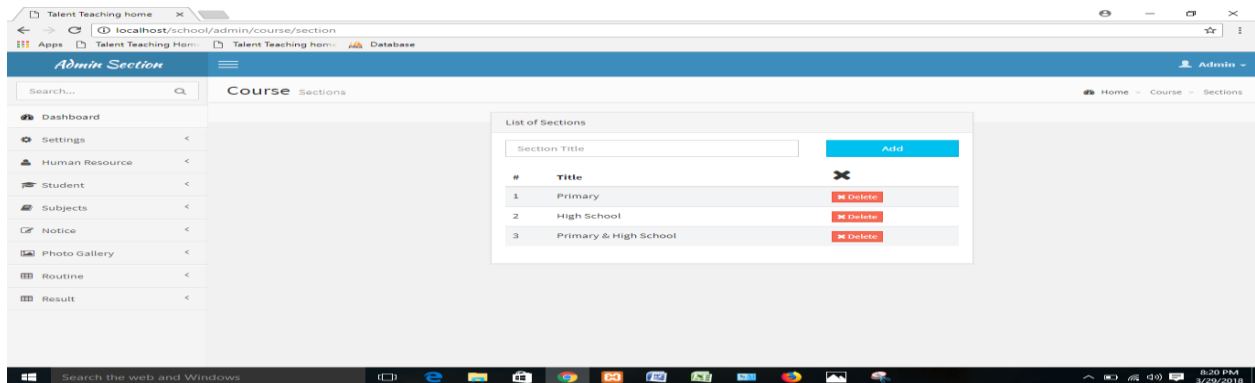 Talent Teaching home
localhost/school/admin/course/section
Apps Talent Teaching Hom Talent Teaching hom Database
Admin Section
Admin
Search...
Course Sections
Home > Course > Sections
Dashboard
Settings
Human Resource
Student
Subjects
Notice
Photo Gallery
Routine
Result
List of Sections
Section Title
Add
# Title
1 Primary Delete
2 High School Delete
3 Primary & High School Delete
Search the web and Windows
8:20 PM
3/29/2018